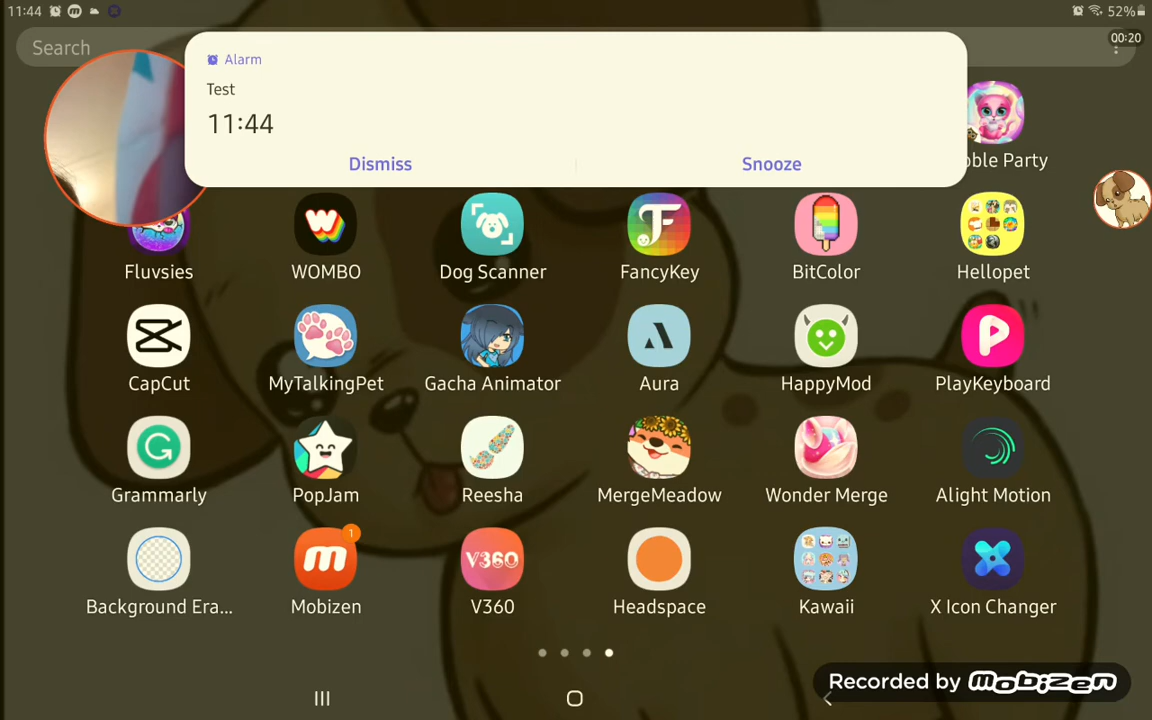 11:44
52%
00:20
Search
Alarm
Test
11:44
Dismiss
Snooze
bble Party
Fluvsies
WOMBO
Dog Scanner
FancyKey
BitColor
Hellopet
CapCut
MyTalkingPet
Gacha Animator
Aura
HappyMod
PlayKeyboard
Grammarly
PopJam
Reesha
MergeMeadow
Wonder Merge
Alight Motion
1
V360
Background Era...
Mobizen
V360
Headspace
Kawaii
X Icon Changer
Recorded by mobizen